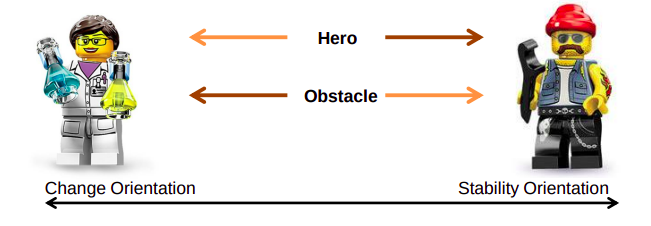 Hero
Obstacle
Change Orientation
Stability Orientation